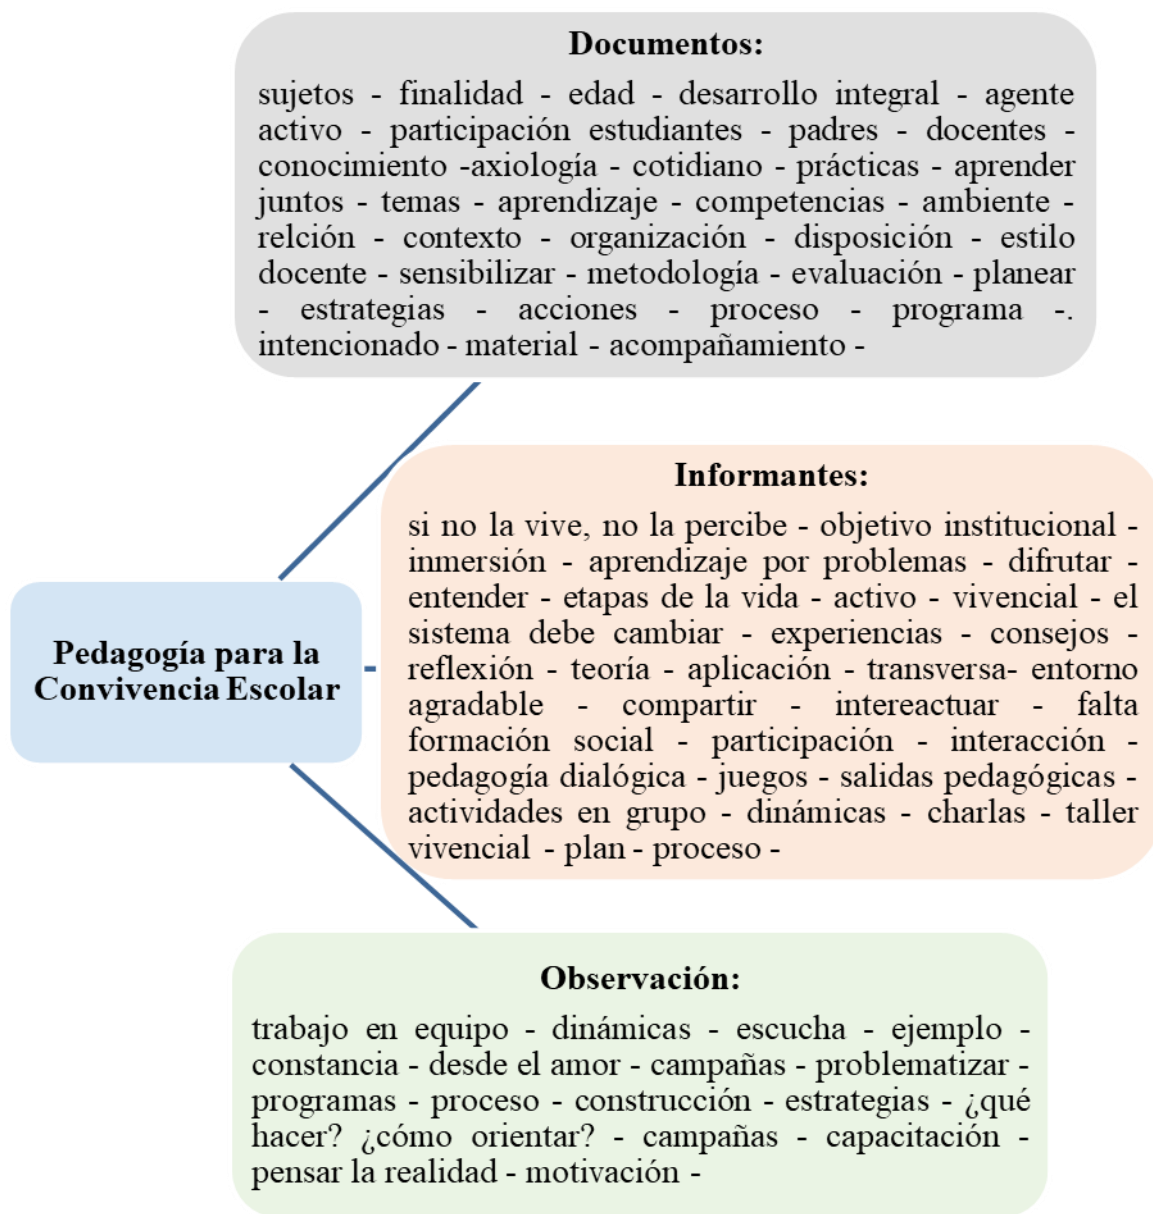 Documentos:
sujetos - finalidad - edad - desarrollo integral - agente
activo - participación estudiantes - padres - docentes -
conocimiento -axiología - cotidiano - prácticas - aprender
juntos - temas - aprendizaje - competencias - ambiente -
relción - contexto - organización - disposición - estilo
docente - sensibilizar - metodología - evaluación - planear
- estrategias - acciones - proceso - programa -.
intencionado - material - acompañamiento -
Informantes:
si no la vive, no la percibe - objetivo institucional -
inmersión - aprendizaje por problemas - difrutar -
entender - etapas de la vida - activo - vivencial - el
sistema debe cambiar - experiencias - consejos -
reflexión - teoría - aplicación - transversa- entorno
agradable - compartir - intereactuar - falta
formación social - participación - interacción -
pedagogía dialógica - juegos - salidas pedagógicas -
actividades en grupo - dinámicas - charlas - taller
vivencial - plan - proceso -
Pedagogía para la
Convivencia Escolar
Observación:
trabajo en equipo - dinámicas - escucha - ejemplo -
constancia - desde el amor - campañas - problematizar -
programas - proceso - construcción - estrategias - ¿qué
hacer? ¿cómo orientar? - campañas - capacitación -
pensar la realidad - motivación -